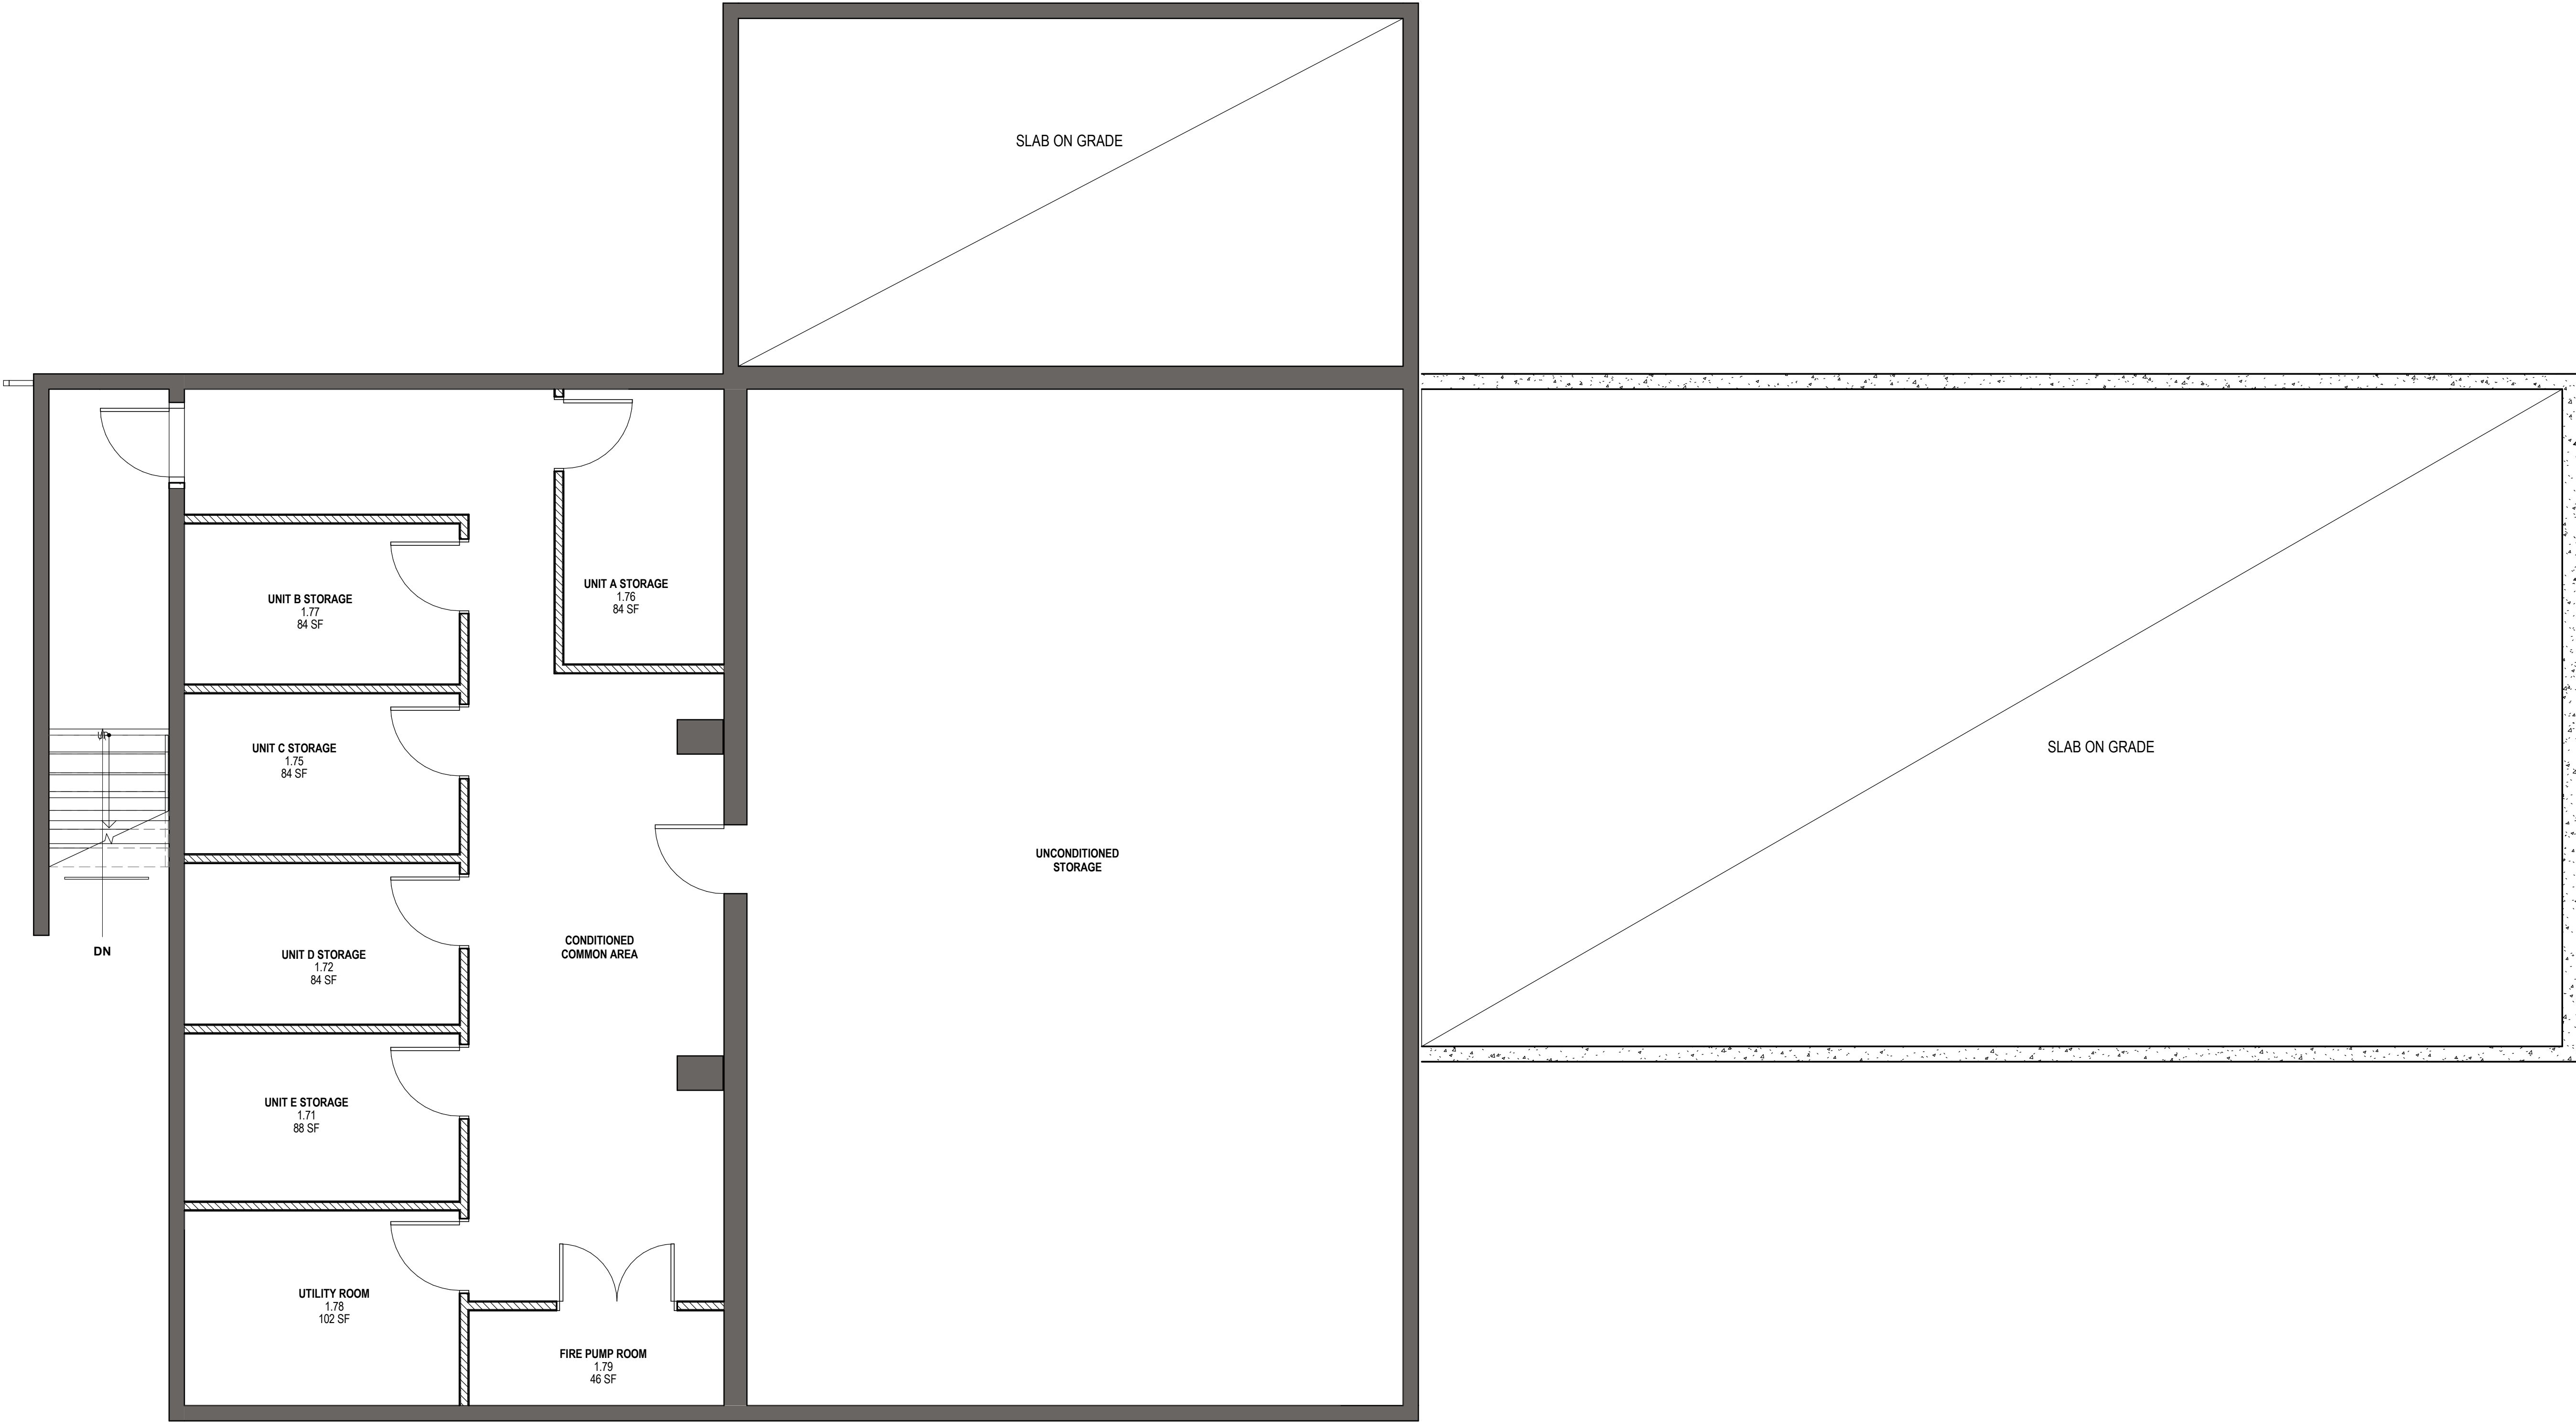 SLAB ON GRADE
UNIT A STORAGE
1.76
84 SF
UNIT B STORAGE
1.77
84 SF
UP
UNIT C STORAGE
1.75
84 SF
SLAB ON GRADE
UNCONDITIONED
STORAGE
CONDITIONED
COMMON AREA
DN
UNIT D STORAGE
1.72
84 SF
UNIT E STORAGE
1.71
88 SF
UTILITY ROOM
1.78
102 SF
FIRE PUMP ROOM
1.79
46 SF